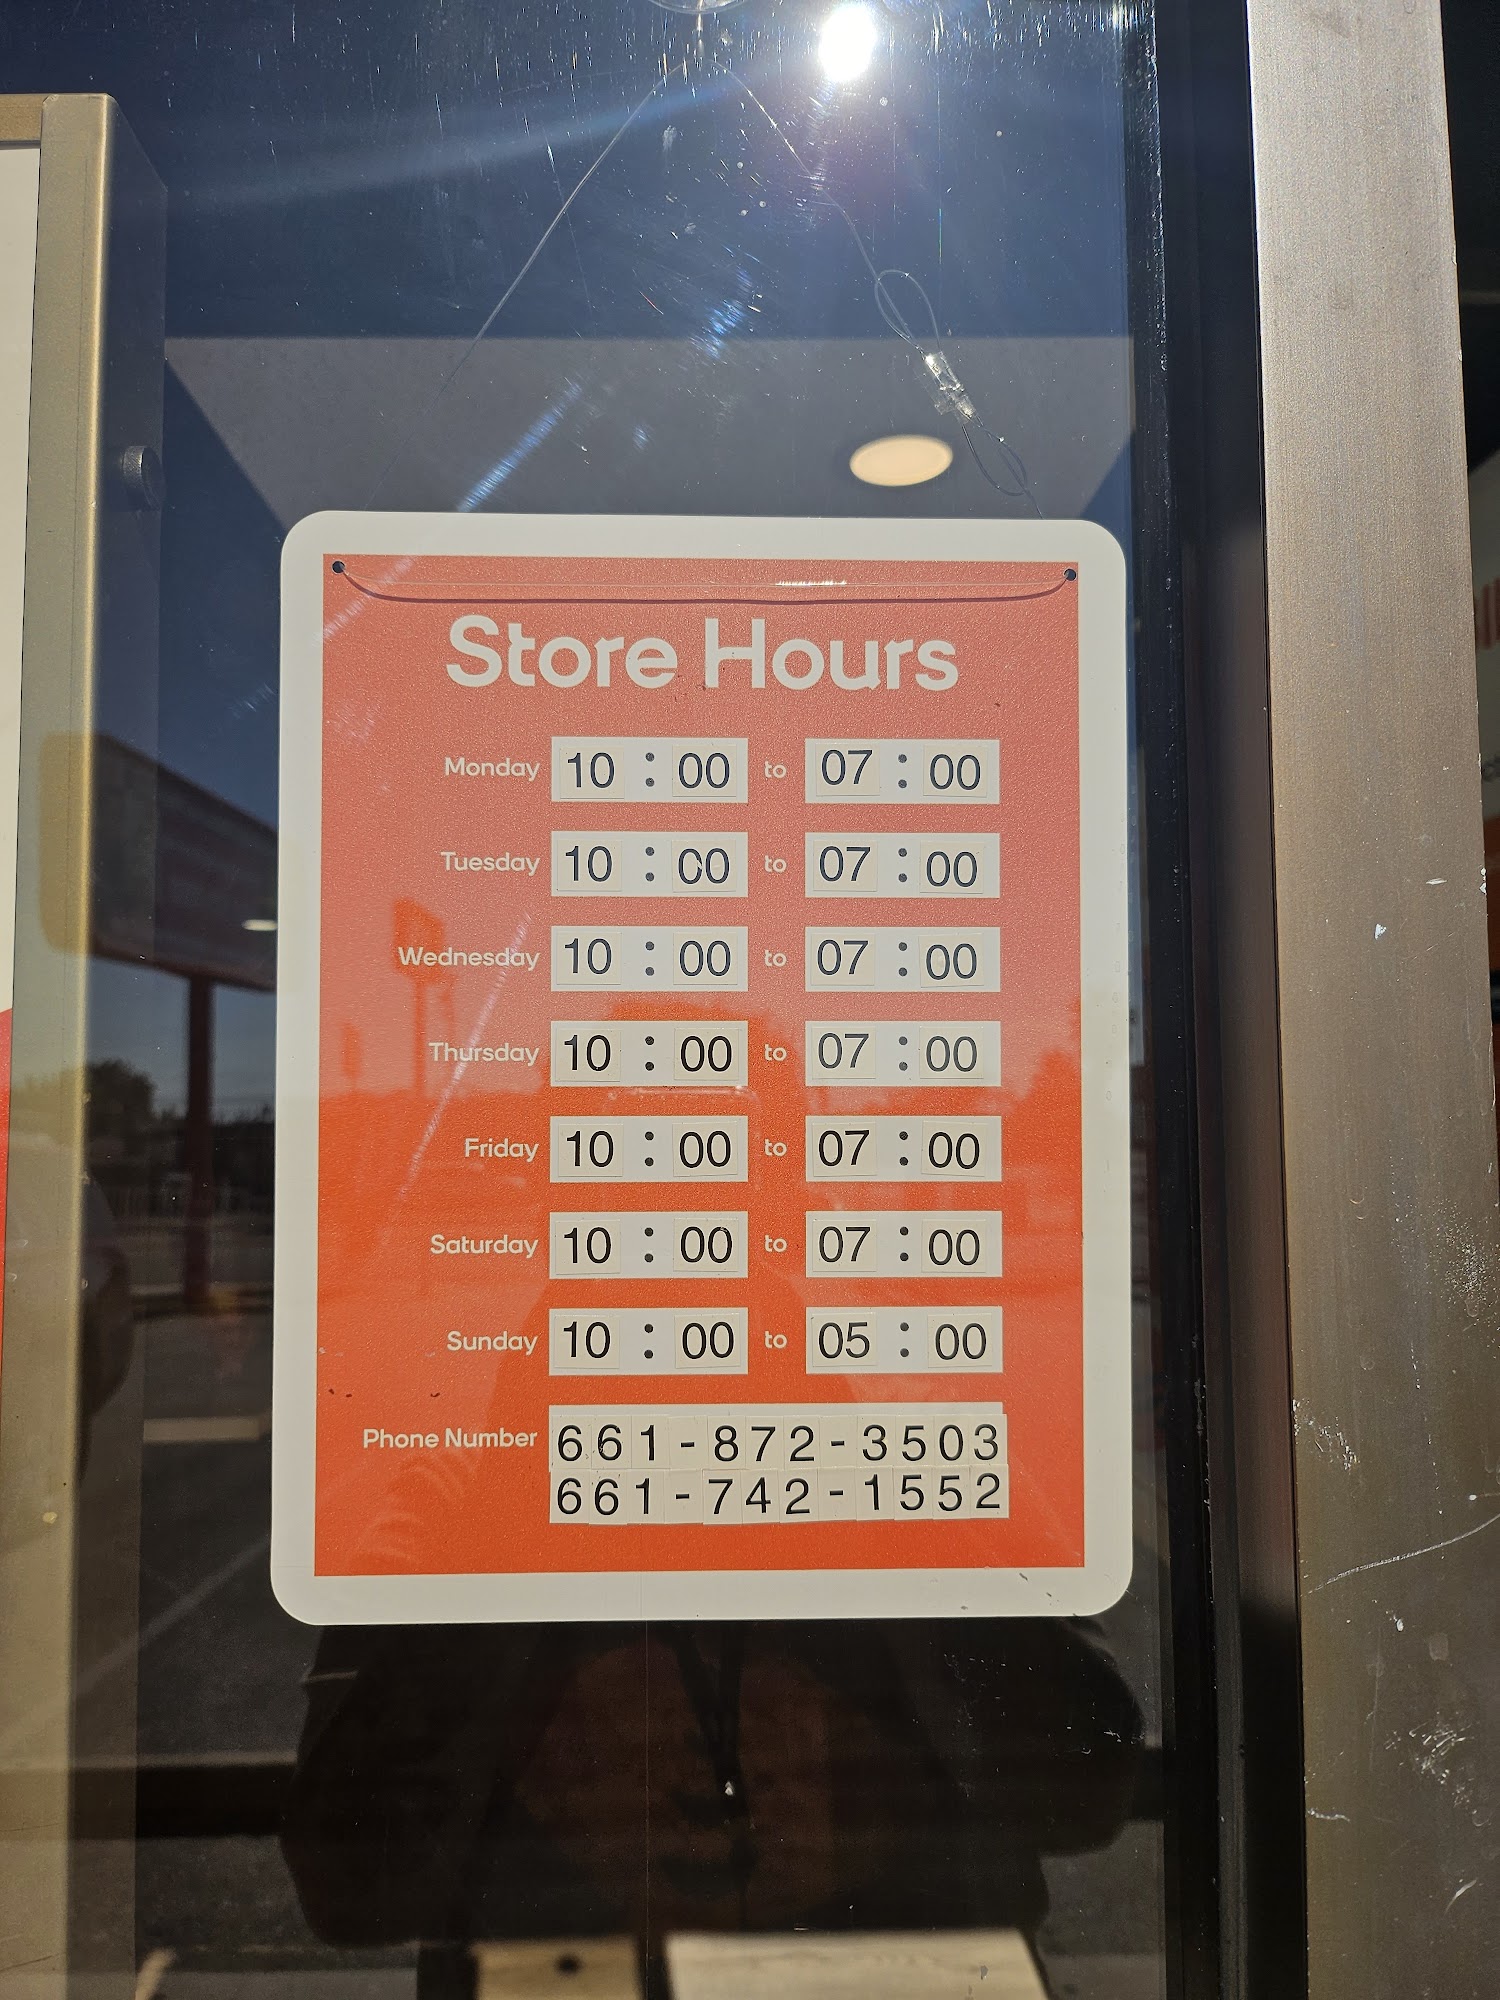 Store Hours
Monday 10 : 00 to 07 : 00
Tuesday 10 : 00 to 07 : 00
Wednesday 10 : 00 to 07 : 00
Thursday 10 : 00 to 07 : 00
Friday 10 : 00 to 07 : 00
Saturday 10 : 00 to 07 : 00
Sunday 10 : 00 to 05 : 00
Phone Number 661-872-3503
661-742-1552